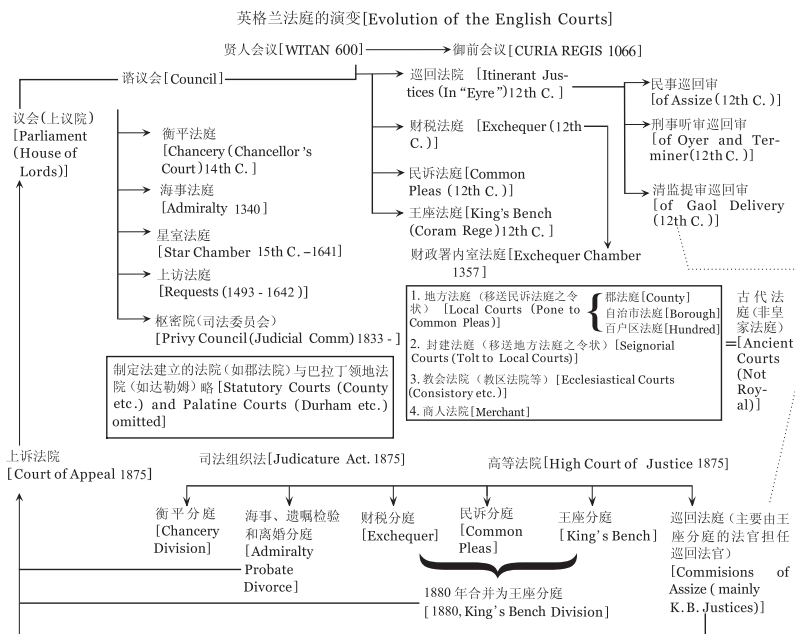 英格兰法庭的演变[Evolution of the English Courts]
贤人会议[WITAN 600]
御前会议[CURIA REGIS 1066]
谘议会[Council]
议会(上议院)
[Parliament
(House of
Lords)]
衡平法庭
[Chancery(Chancellor's
Court)14th C.]
海事法庭
[Admiralty 1340]
星室法庭
[Star Chamber 15th C.–1641)
上访法庭
[Requests(1493-1642)]
枢密院(司法委员会)
[Privy Council(Judicial Comm)1833-]
巡回法院[Itinerant Jus-
tices(In “Eyre”)12th C.]
财税法庭[Exchequer(12th
C.)]
民诉法庭[Common
Pleas (12th C.)]
王座法庭[King's Bench
(Coram Rege)12th C.]
财政署内室法庭[Exchequer Chamber
1357]
民事巡回审
[of Assize(12th C.)]
刑事听审巡回审
[of Oyer and Ter-
miner(12th C.)]
清监提审巡回审
[of Gaol Delivery
(12th C.)]
1. 地方法庭（移送民诉法庭之令
状）[Local Courts (Pone to
Common Pleas)]
郡法庭[County]
自治市法庭[Borough]
百户区法庭[Hundred]
2. 封建法庭（移送地方法庭之令状）[Seignorial
Courts(Tolt to Local Courts)]
3. 教会法院（教区法院等）[Ecclesiastical Courts
(Consistory etc.)]
4. 商人法院[Merchant]
=
古代法
庭(非皇
家法庭)
[Ancient
Courts
(Not
Roy-
al)]
制定法建立的法院（如郡法院）与巴拉丁领地法
院（如达勒姆）略[Statutory Courts (County
etc.) and Palatine Courts (Durham etc.)
omitted]
上诉法院
[Court of Appeal 1875]
司法组织法[Judicature Act. 1875]
高等法院[High Court of Justice 1875]
衡平分庭
[Chancery
Division]
海事、遗嘱检验
和离婚分庭
[Admiralty
Probate
Divorce]
财税分庭
[Exchequer]
民诉分庭
[Common
Pleas]
王座分庭
[King's Bench]
巡回法庭（主要由王
座分庭的法官担任
巡回法官）
[Commisions of
Assize(mainly
K.B.Justices)]
1880年合并为王座分庭
[1880,King's Bench Division]